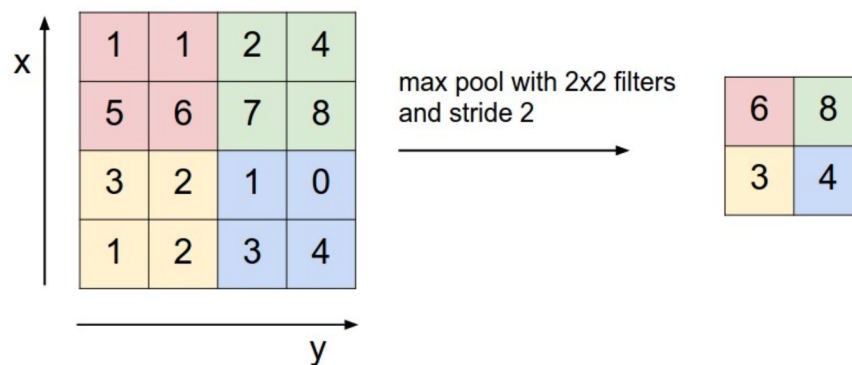 x
1 1 2 4
5 6 7 8
3 2 1 0
1 2 3 4
y
max pool with 2x2 filters
and stride 2
6 8
3 4